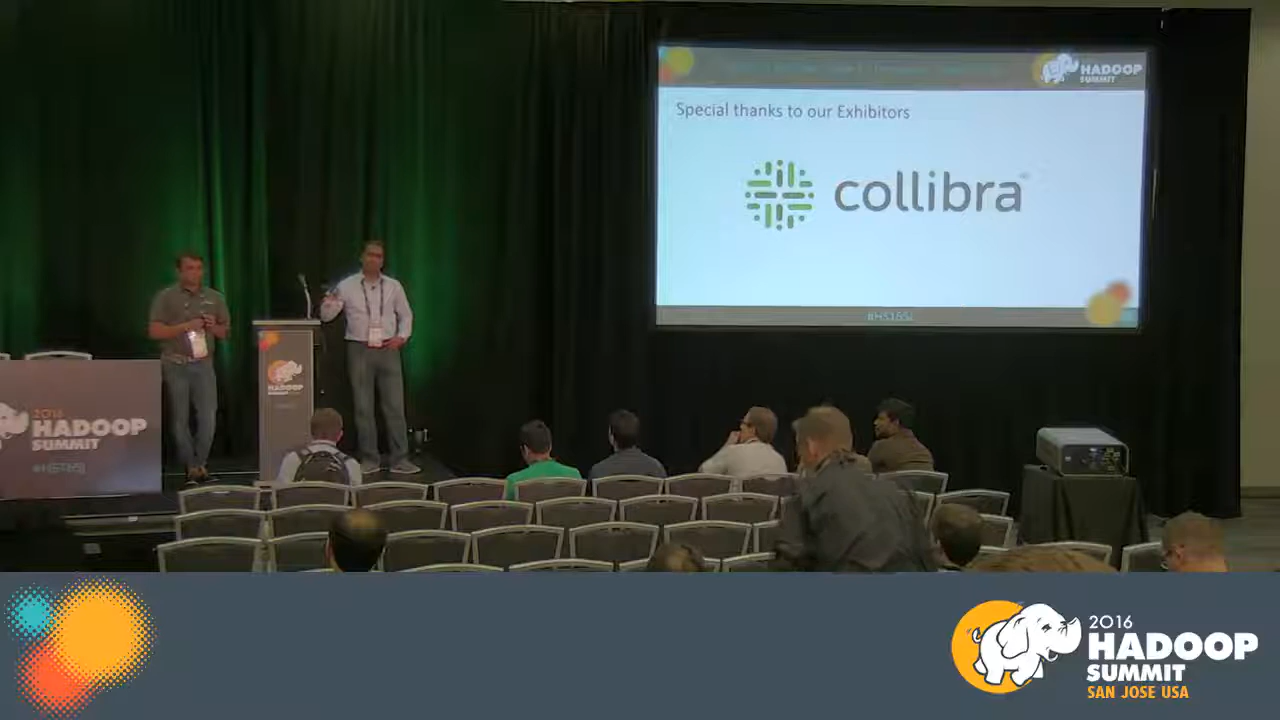 HADOOP
SUMMIT
Special thanks to our Exhibitors
collibra
#HS16SJ
HADOOP
SUMMIT
2016
HADOOP
SUMMIT
#HS16SJ
2016
HADOOP
SUMMIT
SAN JOSE USA